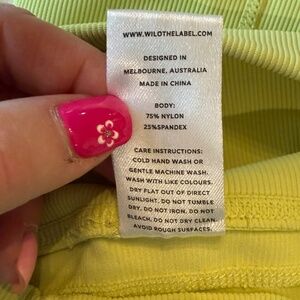 WWW.WILDTHELABEL.COM
DESIGNED IN
MELBOURNE, AUSTRALIA
MADE IN CHINA
BODY:
75% NYLON
25%SPANDEX
CARE INSTRUCTIONS:
COLD HAND WASH OR
GENTLE MACHINE WASH.
WASH WITH LIKE COLOURS.
DRY FLAT OUT OF DIRECT
SUNLIGHT. DO NOT TUMBLE
DRY. DO NOT IRON. DO NOT
BLEACH. DO NOT DRY CLEAN.
AVOID ROUGH SURFACES.